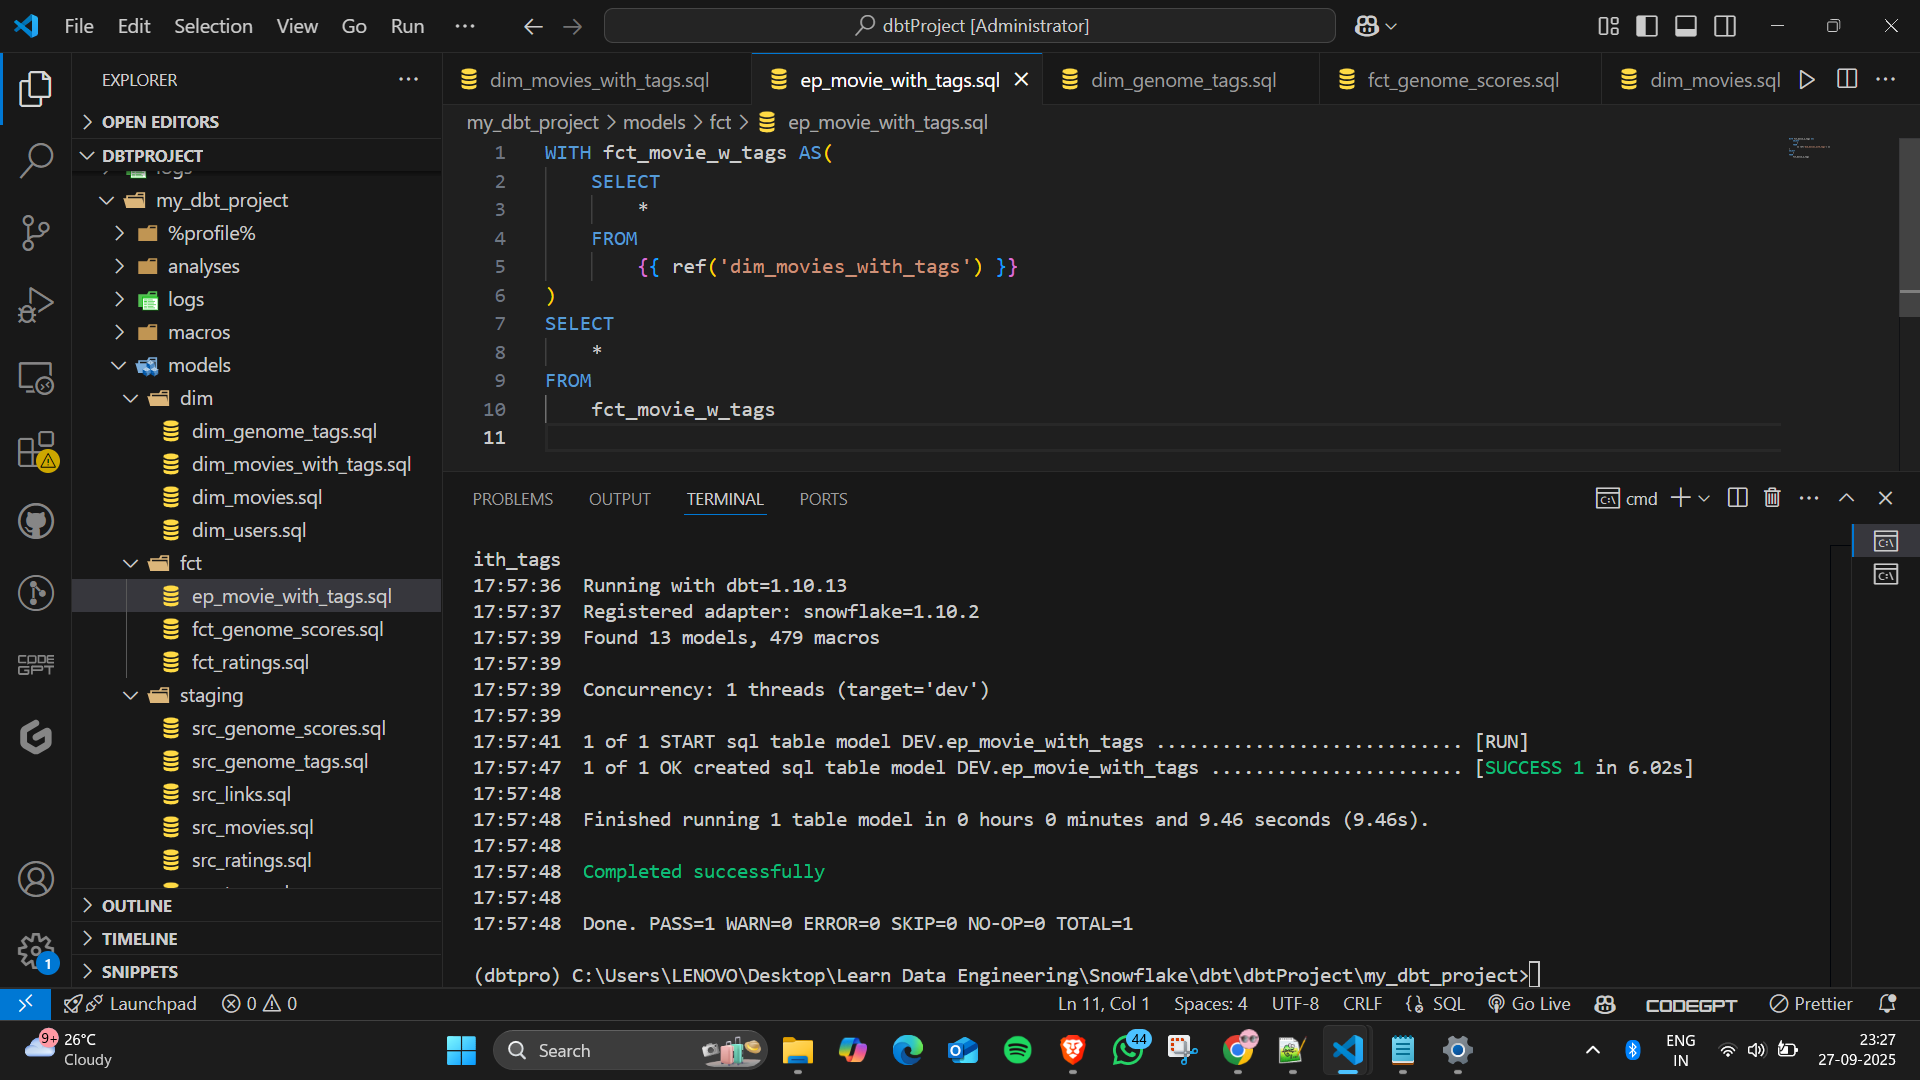 File Edit Selection View Go Run
dbtProject [Administrator]
EXPLORER
OPEN EDITORS
DBTPROJECT
logs
my_dbt_project
%profile%
analyses
logs
macros
models
dim
dim_genome_tags.sql
dim_movies_with_tags.sql
dim_movies.sql
dim_users.sql
fct
ep_movie_with_tags.sql
fct_genome_scores.sql
fct_ratings.sql
staging
src_genome_scores.sql
src_genome_tags.sql
src_links.sql
src_movies.sql
src_ratings.sql
OUTLINE
TIMELINE
SNIPPETS
CODE
GPT
1
dim_movies_with_tags.sql ep_movie_with_tags.sql dim_genome_tags.sql fct_genome_scores.sql dim_movies.sql
my_dbt_project > models > fct > ep_movie_with_tags.sql
1 WITH fct_movie_w_tags AS(
2 SELECT
3 *
4 FROM
5 {{ ref('dim_movies_with_tags') }}
6 )
7 SELECT
8 *
9 FROM
10 fct_movie_w_tags
11
PROBLEMS OUTPUT TERMINAL PORTS
cmd
ith_tags
17:57:36 Running with dbt=1.10.13
17:57:37 Registered adapter: snowflake=1.10.2
17:57:39 Found 13 models, 479 macros
17:57:39
17:57:39 Concurrency: 1 threads (target='dev')
17:57:39
17:57:41 1 of 1 START sql table model DEV.ep_movie_with_tags ............................ [RUN]
17:57:47 1 of 1 OK created sql table model DEV.ep_movie_with_tags ....................... [SUCCESS 1 in 6.02s]
17:57:48
17:57:48 Finished running 1 table model in 0 hours 0 minutes and 9.46 seconds (9.46s).
17:57:48
17:57:48 Completed successfully
17:57:48
17:57:48 Done. PASS=1 WARN=0 ERROR=0 SKIP=0 NO-OP=0 TOTAL=1
(dbtpro) C:\Users\LENOVO\Desktop\Learn Data Engineering\Snowflake\dbt\dbtProject\my_dbt_project>
Launchpad 0 0 Ln 11, Col 1 Spaces: 4 UTF-8 CRLF SQL Go Live CODEGPT Prettier
9+ 26°C
Cloudy
Search
44
ENG
IN
23:27
27-09-2025